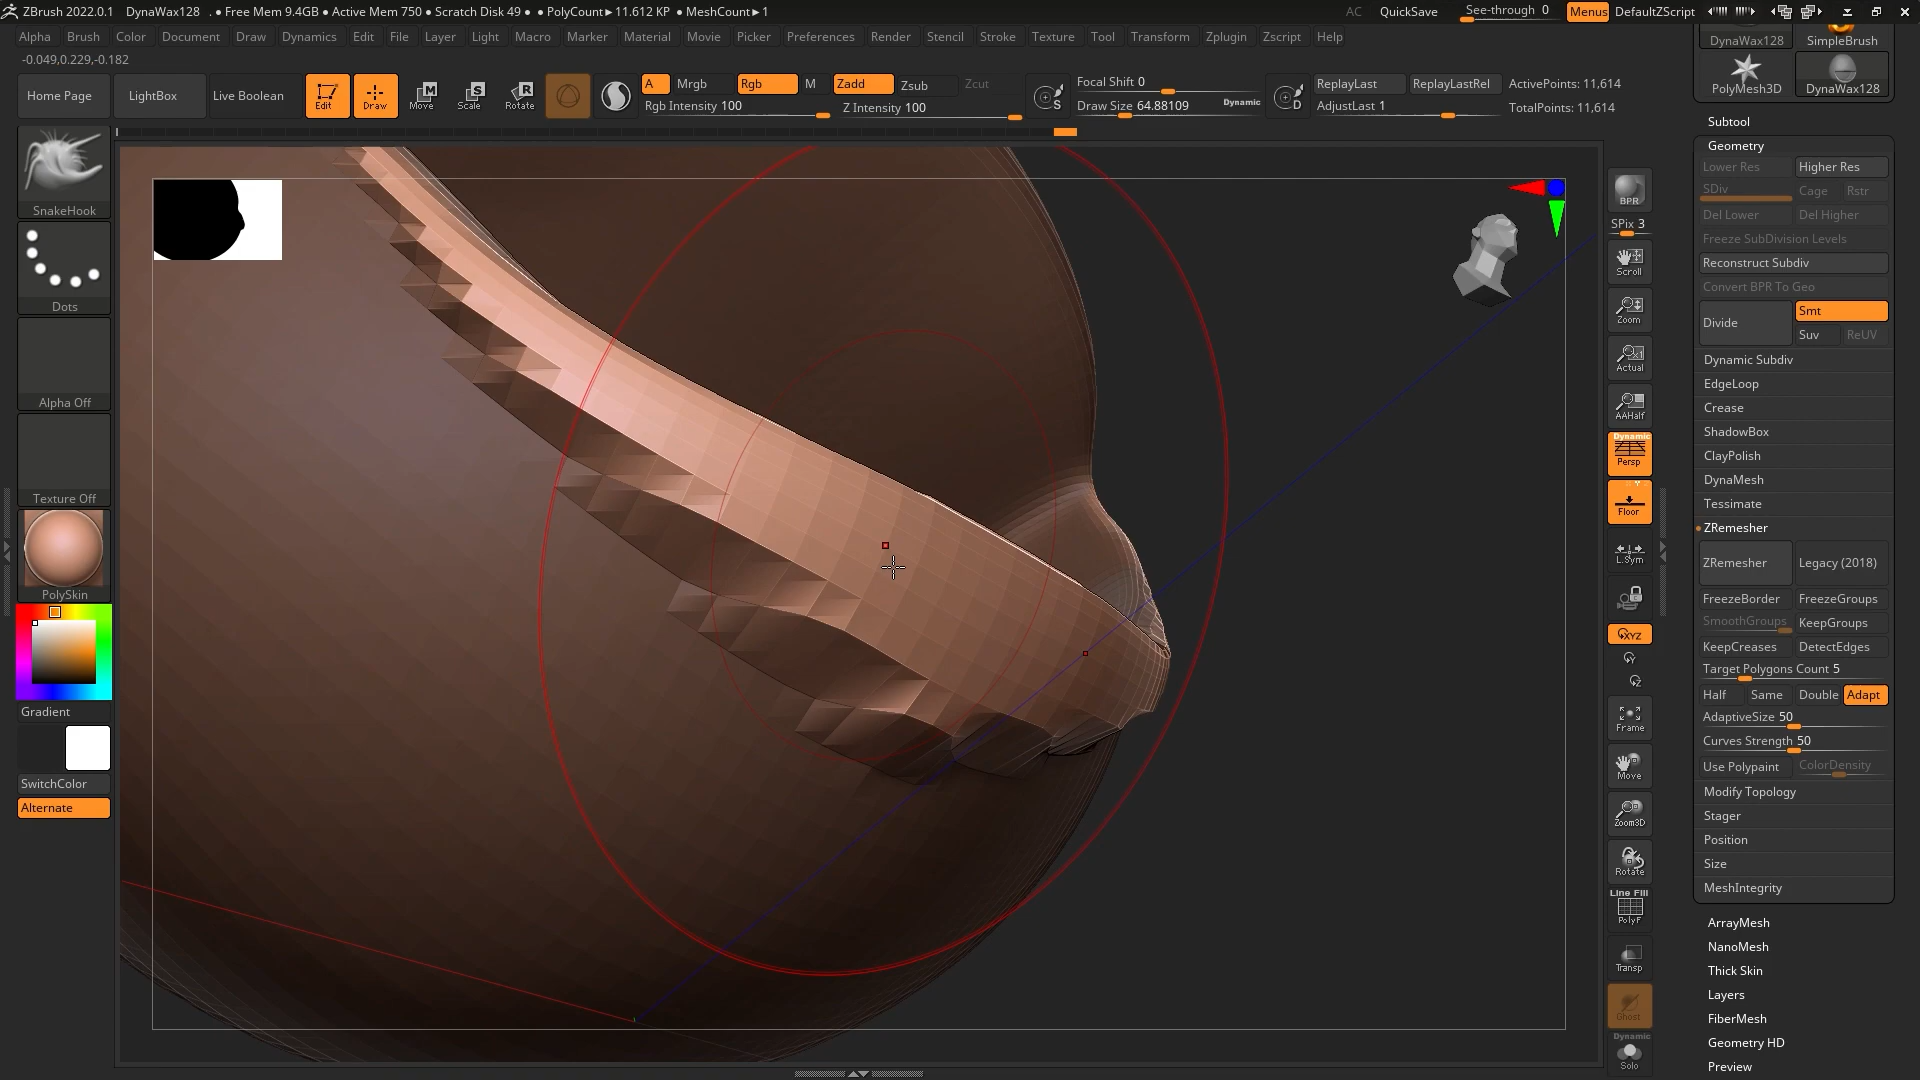 ZBrush 2022.0.1 DynaWax128 . • Free Mem 9.4GB • Active Mem 750 • Scratch Disk 49 • • PolyCount▸11.612 KP • MeshCount▸1
AC QuickSave See-through 0 Menus DefaultZScript
Alpha Brush Color Document Draw Dynamics Edit File Layer Light Macro Marker Material Movie Picker Preferences Render Stencil Stroke Texture Tool Transform Zplugin Zscript Help
-0.049,0.229,-0.182
Home Page LightBox Live Boolean
Edit Draw Move Scale Rotate
A Mrgb Rgb M Zadd Zsub Zcut
Rgb Intensity 100 Z Intensity 100
Focal Shift 0
Draw Size 64.88109 Dynamic
ReplayLast ReplayLastRel
AdjustLast 1
ActivePoints: 11,614
TotalPoints: 11,614
SnakeHook
Dots
Alpha Off
Texture Off
PolySkin
Gradient
SwitchColor
Alternate
BPR
SPix 3
Scroll
Zoom
Actual
AAHalf
Dynamic
Persp
Floor
L.Sym
XYZ
Y
Z
Frame
Move
Zoom3D
Rotate
Line Fill
PolyF
Transp
Ghost
Dynamic
Solo
DynaWax128 SimpleBrush
PolyMesh3D DynaWax128
Subtool
Geometry
Lower Res Higher Res
SDiv Cage Rstr
Del Lower Del Higher
Freeze SubDivision Levels
Reconstruct Subdiv
Convert BPR To Geo
Divide Smt
Suv ReUV
Dynamic Subdiv
EdgeLoop
Crease
ShadowBox
ClayPolish
DynaMesh
Tessimate
ZRemesher
ZRemesher Legacy (2018)
FreezeBorder FreezeGroups
SmoothGroups KeepGroups
KeepCreases DetectEdges
Target Polygons Count 5
Half Same Double Adapt
AdaptiveSize 50
Curves Strength 50
Use Polypaint ColorDensity
Modify Topology
Stager
Position
Size
MeshIntegrity
ArrayMesh
NanoMesh
Thick Skin
Layers
FiberMesh
Geometry HD
Preview